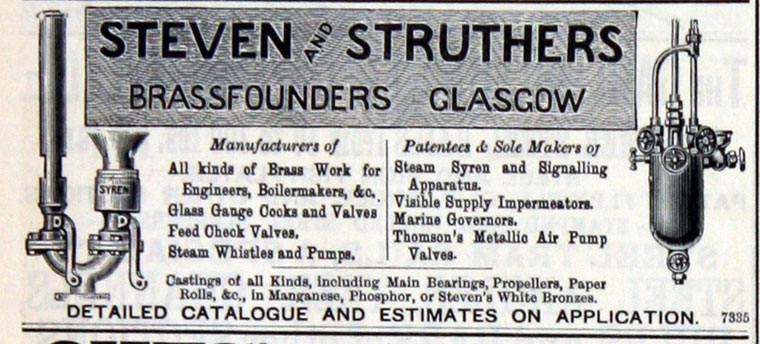 STEVEN AND STRUTHERS
BRASSFOUNDERS GLASGOW
SYREN
Manufacturers of
All kinds of Brass Work for
Engineers, Boilermakers, &c.
Glass Gauge Cocks and Valves
Feed Check Valves.
Steam Whistles and Pumps.
Patentees & Sole Makers of
Steam Syren and Signalling
Apparatus.
Visible Supply Impermeators.
Marine Governors.
Thomson's Metallic Air Pump
Valves.
Castings of all Kinds, including Main Bearings, Propellers, Paper
Rolls, &c., in Manganese, Phosphor, or Steven's White Bronzes.
DETAILED CATALOGUE AND ESTIMATES ON APPLICATION. 7335